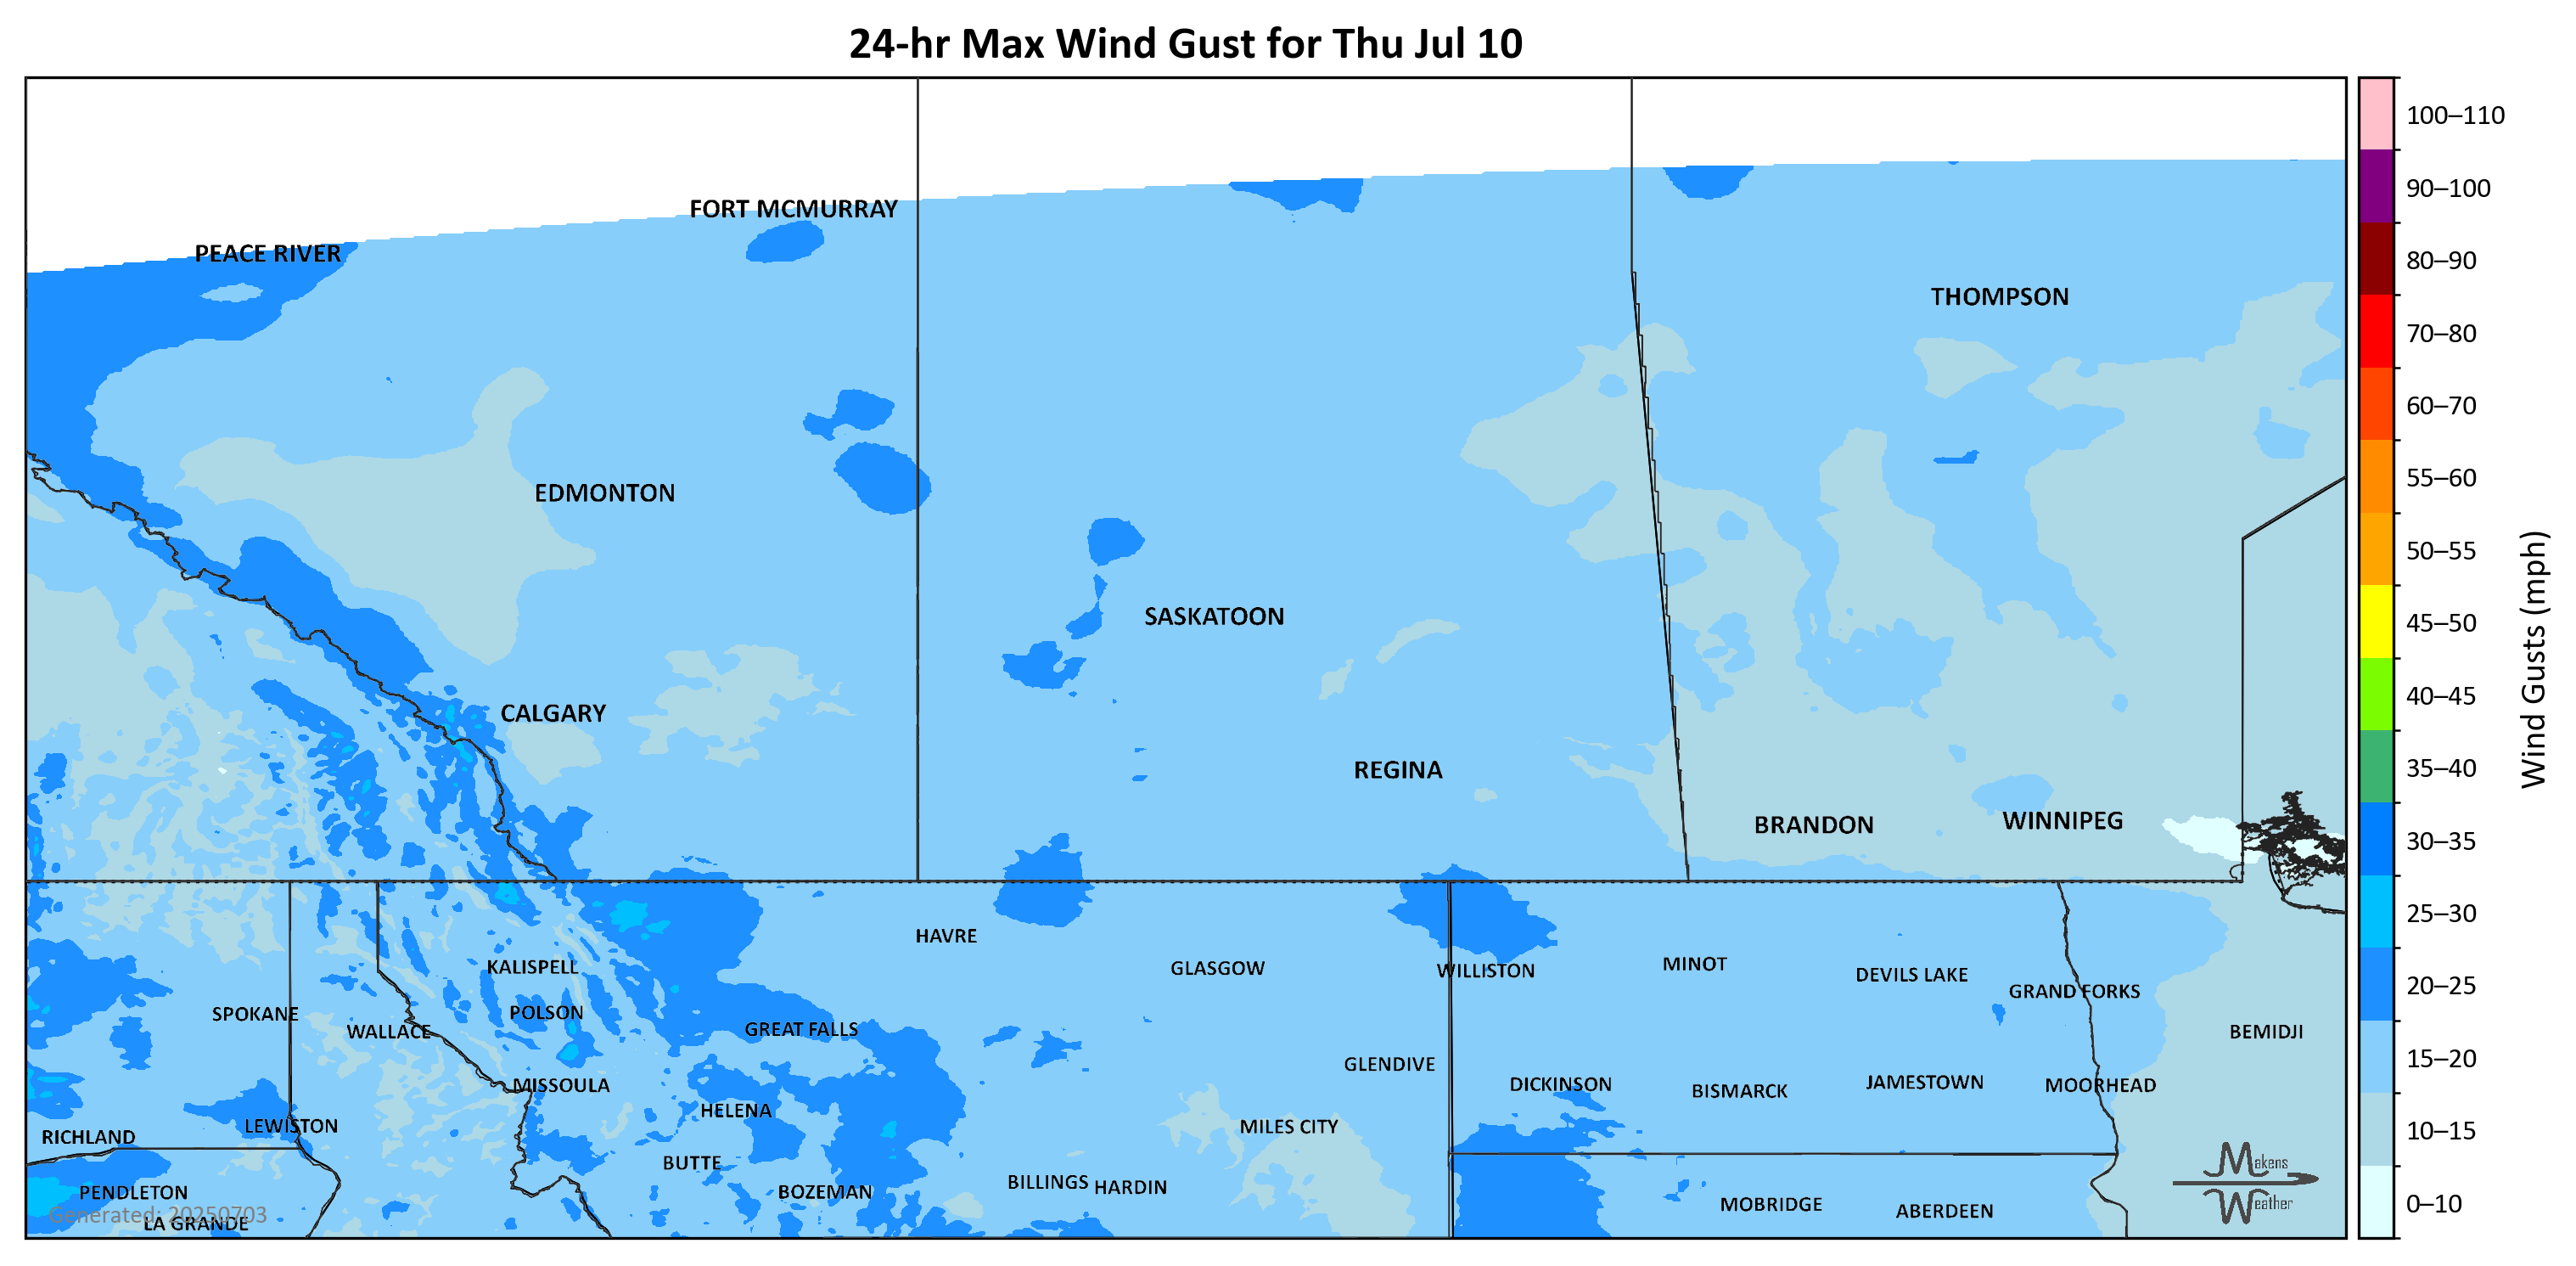 24-hr Max Wind Gust for Thu Jul 10
100–110
90–100
80–90
70–80
60–70
55–60
50–55
45–50
40–45
35–40
30–35
25–30
20–25
15–20
10–15
0–10
Wind Gusts (mph)
FORT MCMURRAY
PEACE RIVER
THOMPSON
EDMONTON
SASKATOON
CALGARY
REGINA
BRANDON
WINNIPEG
HAVRE
KALISPELL
GLASGOW
WILLISTON
MINOT
DEVILS LAKE
GRAND FORKS
SPOKANE
POLSON
WALLACE
GREAT FALLS
BEMIDJI
GLENDIVE
MISSOULA
DICKINSON
BISMARCK
JAMESTOWN
MOORHEAD
HELENA
LEWISTON
MILES CITY
RICHLAND
BUTTE
BILLINGS
HARDIN
PENDLETON
BOZEMAN
MOBRIDGE
ABERDEEN
Generated: 20250703
LA GRANDE
Makens
Weather